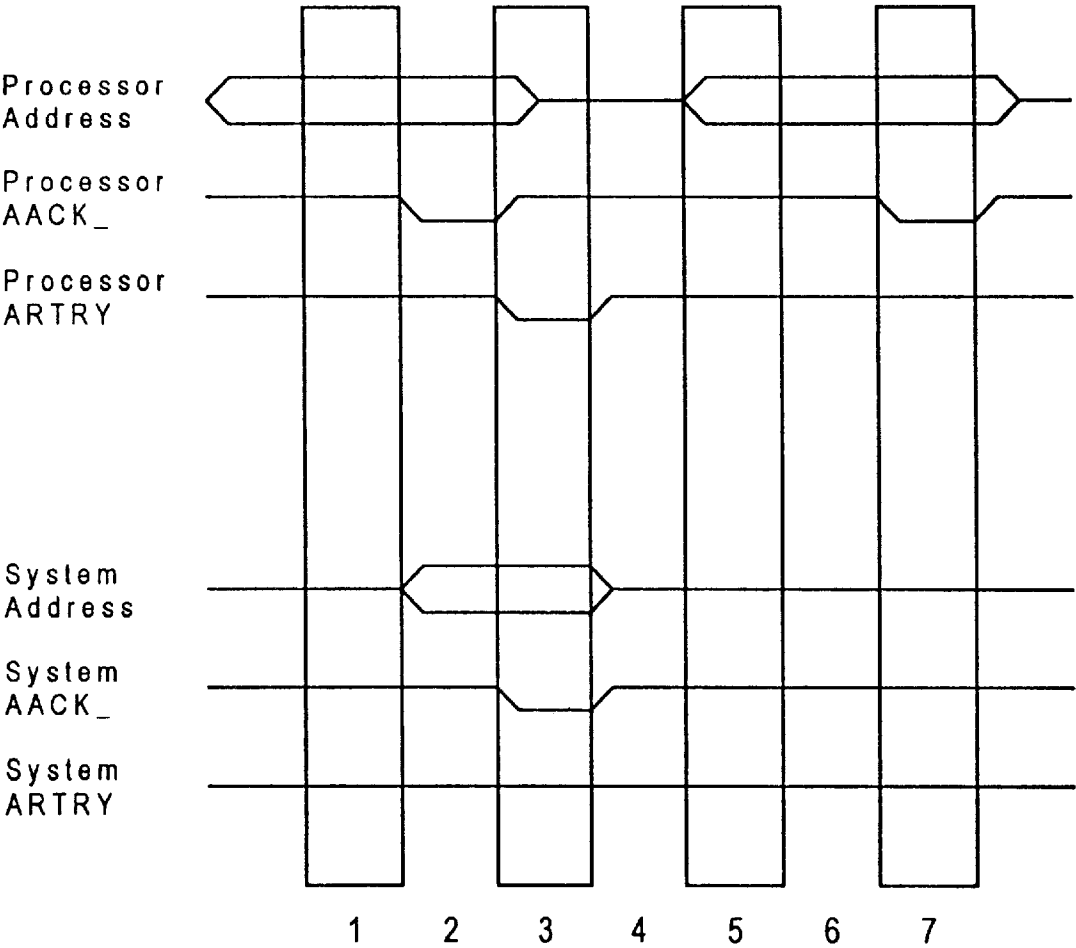 Processor
Address
Processor
AACK_
Processor
ARTRY
System
Address
System
AACK_
System
ARTRY
1 2 3 4 5 6 7